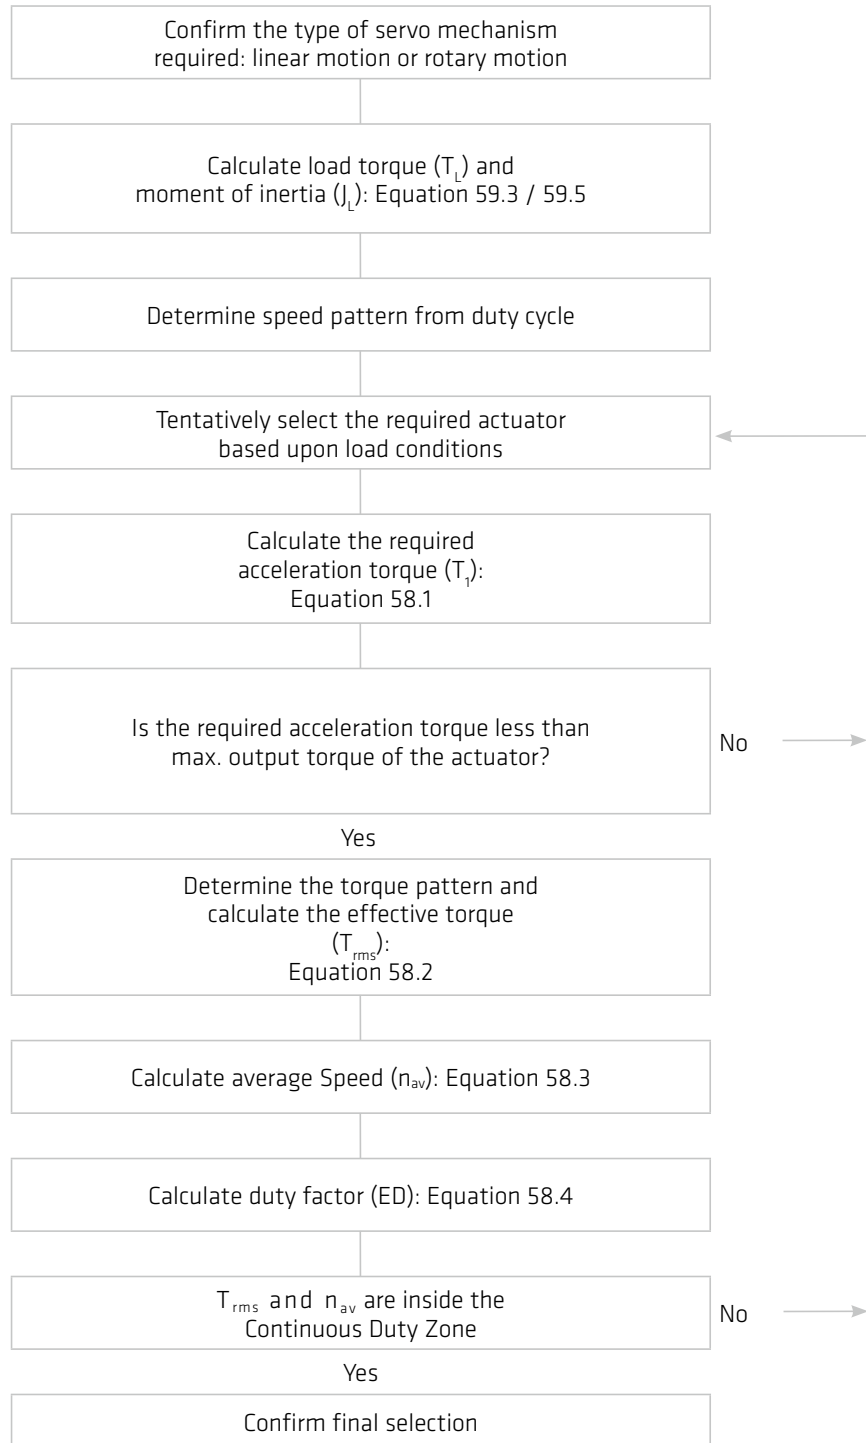 Confirm the type of servo mechanism
required: linear motion or rotary motion
Calculate load torque (T_L) and
moment of inertia (J_L): Equation 59.3 / 59.5
Determine speed pattern from duty cycle
Tentatively select the required actuator
based upon load conditions
Calculate the required
acceleration torque (T_1):
Equation 58.1
Is the required acceleration torque less than
max. output torque of the actuator?
No
Yes
Determine the torque pattern and
calculate the effective torque
(T_rms):
Equation 58.2
Calculate average Speed (n_av): Equation 58.3
Calculate duty factor (ED): Equation 58.4
T_rms and n_av are inside the
Continuous Duty Zone
No
Yes
Confirm final selection